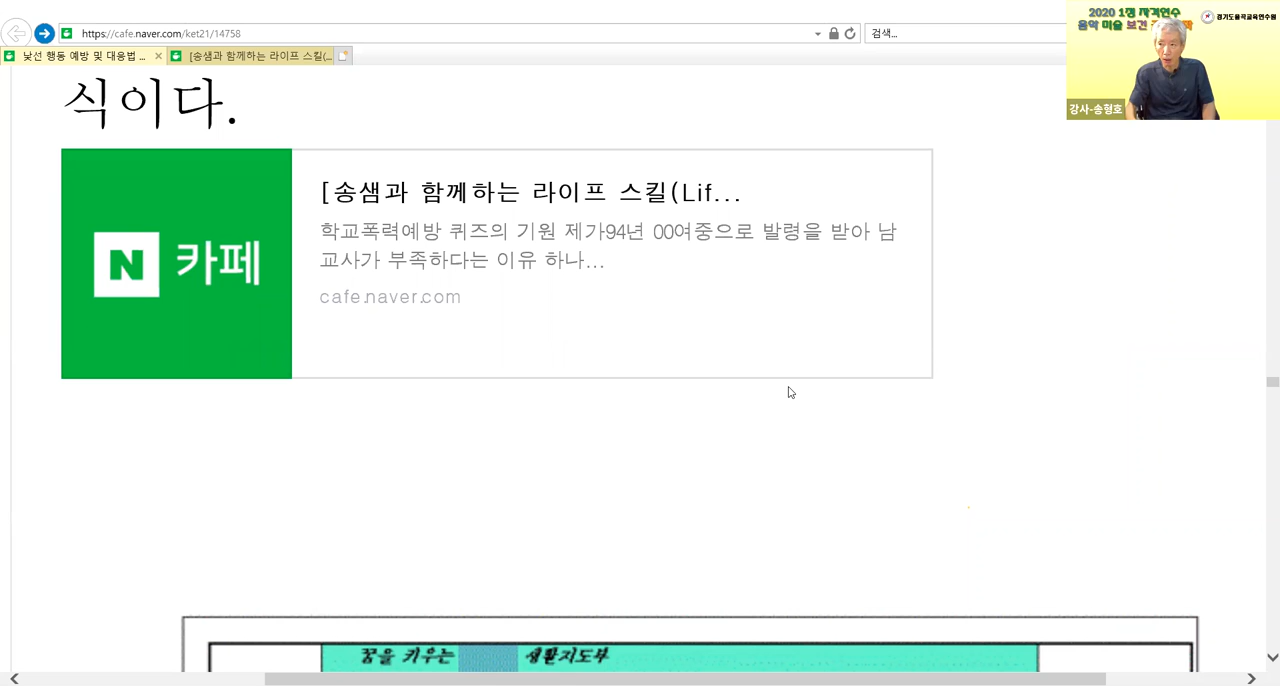 https://cafe.naver.com/ket21/14758
검색...
낯선 행동 예방 및 대응법 ...
[송샘과 함께하는 라이프 스킬(...
2020 1정 자격연수
음악 미술 보건
경기도율곡교육연수원
강사-송형호
식이다.
N 카페
[송샘과 함께하는 라이프 스킬(Lif...
학교폭력예방 퀴즈의 기원 제가94년 00여중으로 발령을 받아 남
교사가 부족하다는 이유 하나...
cafe.naver.com
꿈을 키우는 생활지도부